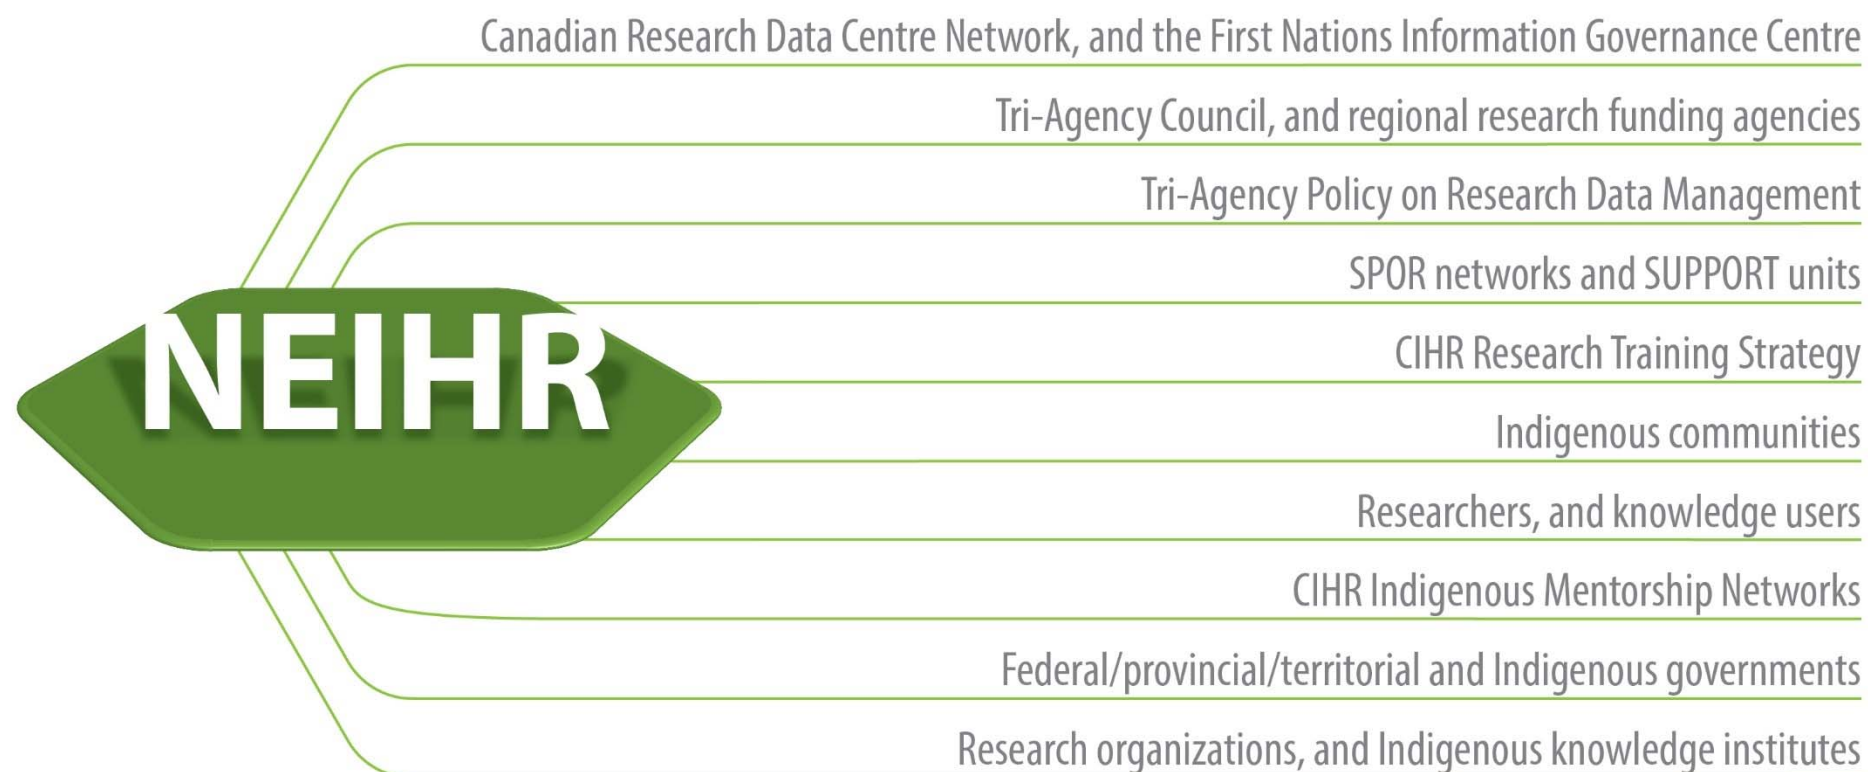 Canadian Research Data Centre Network, and the First Nations Information Governance Centre
Tri-Agency Council, and regional research funding agencies
Tri-Agency Policy on Research Data Management
SPOR networks and SUPPORT units
NEIHR
CIHR Research Training Strategy
Indigenous communities
Researchers, and knowledge users
CIHR Indigenous Mentorship Networks
Federal/provincial/territorial and Indigenous governments
Research organizations, and Indigenous knowledge institutes